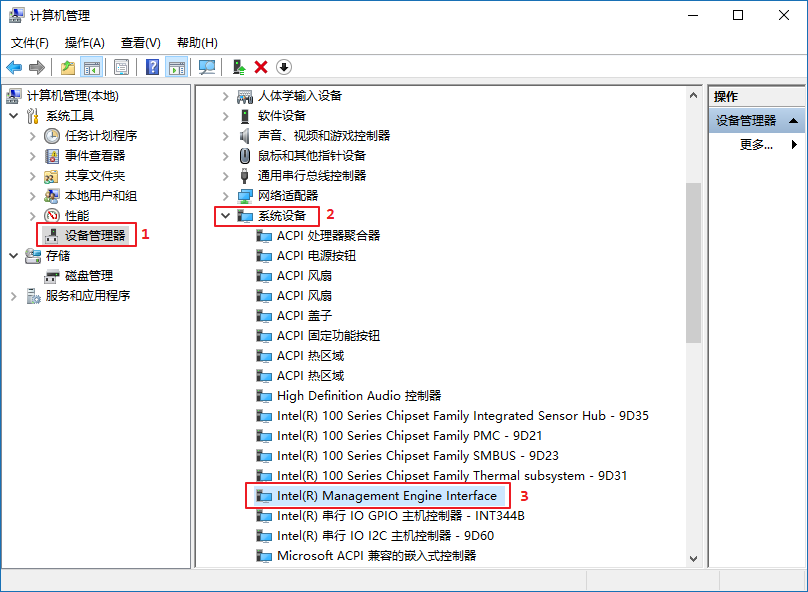 计算机管理
文件(F) 操作(A) 查看(V) 帮助(H)
计算机管理(本地)
系统工具
任务计划程序
事件查看器
共享文件夹
本地用户和组
性能
设备管理器 1
存储
磁盘管理
服务和应用程序
人体学输入设备
软件设备
声音、视频和游戏控制器
鼠标和其他指针设备
通用串行总线控制器
网络适配器
系统设备 2
ACPI 处理器聚合器
ACPI 电源按钮
ACPI 风扇
ACPI 风扇
ACPI 盖子
ACPI 固定功能按钮
ACPI 热区域
ACPI 热区域
High Definition Audio 控制器
Intel(R) 100 Series Chipset Family Integrated Sensor Hub - 9D35
Intel(R) 100 Series Chipset Family PMC - 9D21
Intel(R) 100 Series Chipset Family SMBUS - 9D23
Intel(R) 100 Series Chipset Family Thermal subsystem - 9D31
Intel(R) Management Engine Interface 3
Intel(R) 串行 IO GPIO 主机控制器 - INT344B
Intel(R) 串行 IO I2C 主机控制器 - 9D60
Microsoft ACPI 兼容的嵌入式控制器
操作
设备管理器
更多...